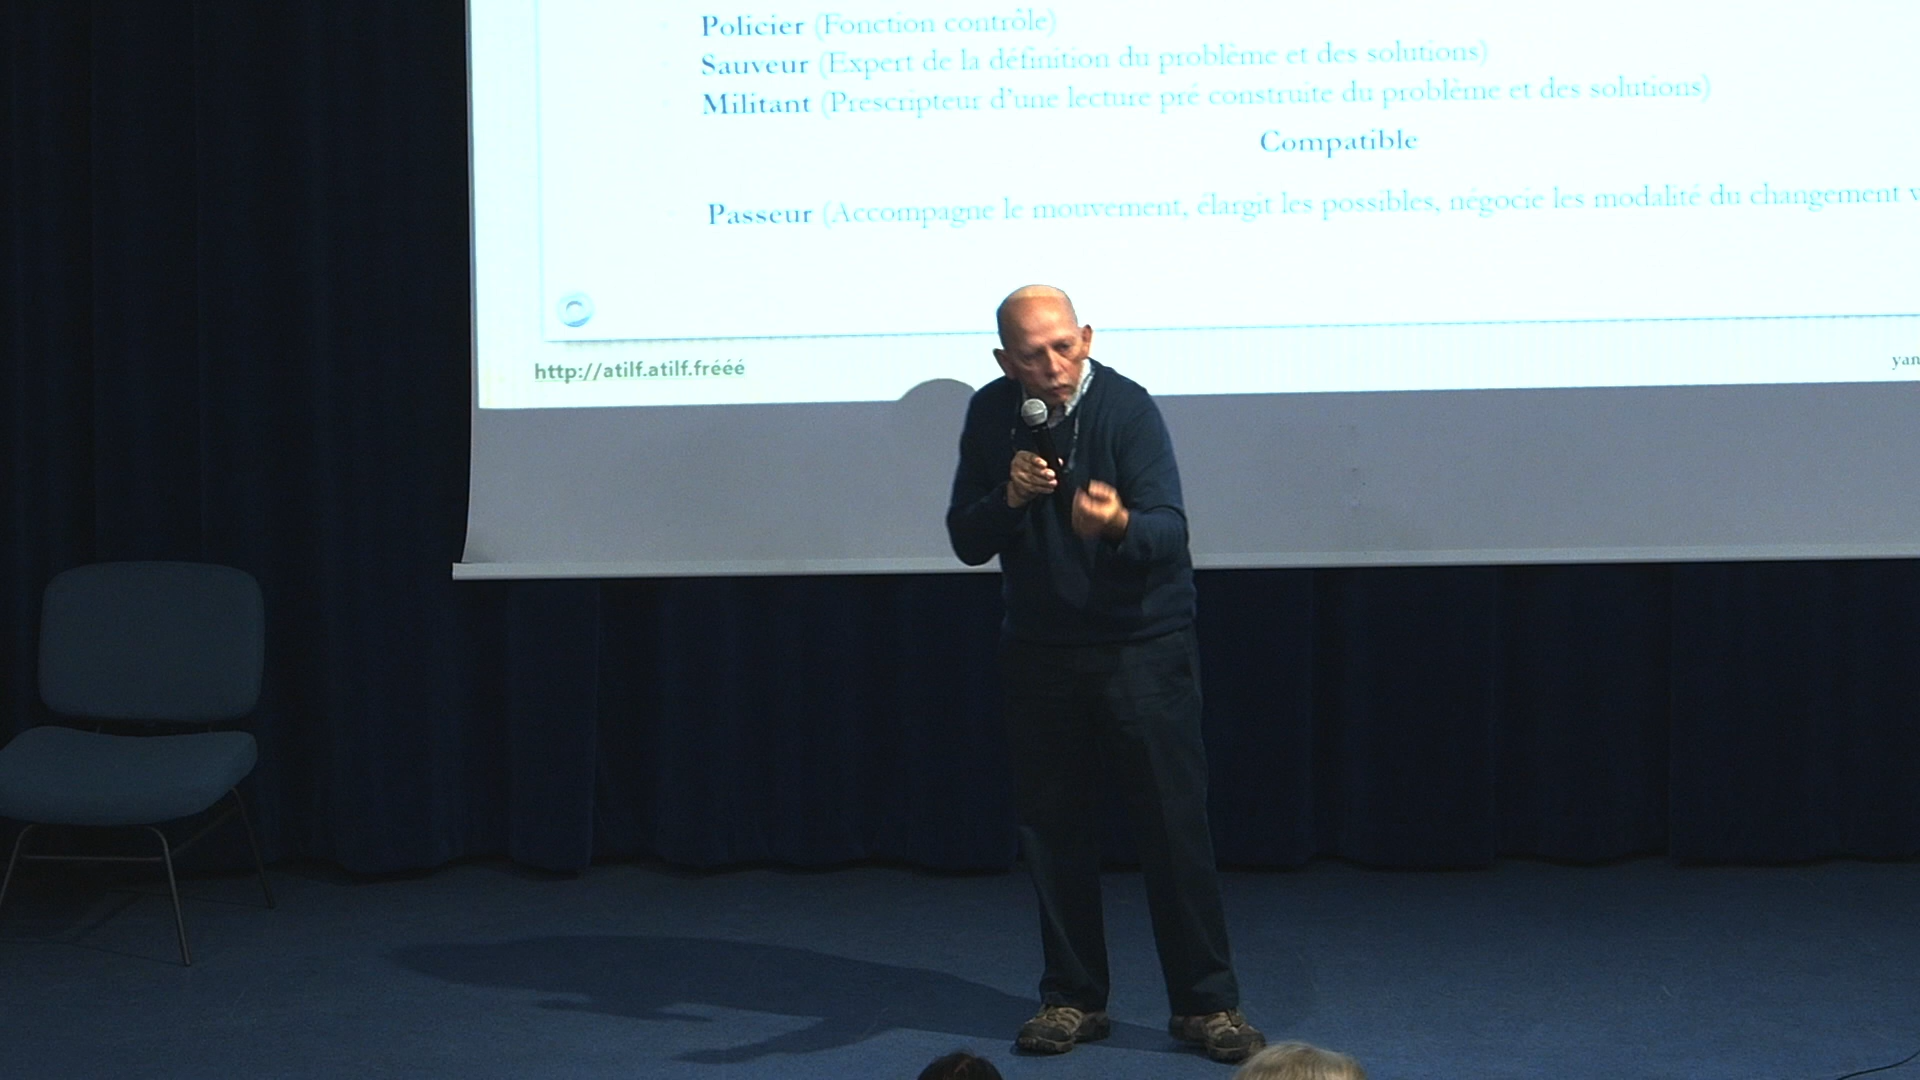 Policier (Fonction contrôle)
Sauveur (Expert de la définition du problème et des solutions)
Militant (Prescripteur d'une lecture pré construite du problème et des solutions)
Compatible
Passeur (Accompagne le mouvement, élargit les possibles, négocie les modalité du changement v
http://atilf.atilf.frééé
yan